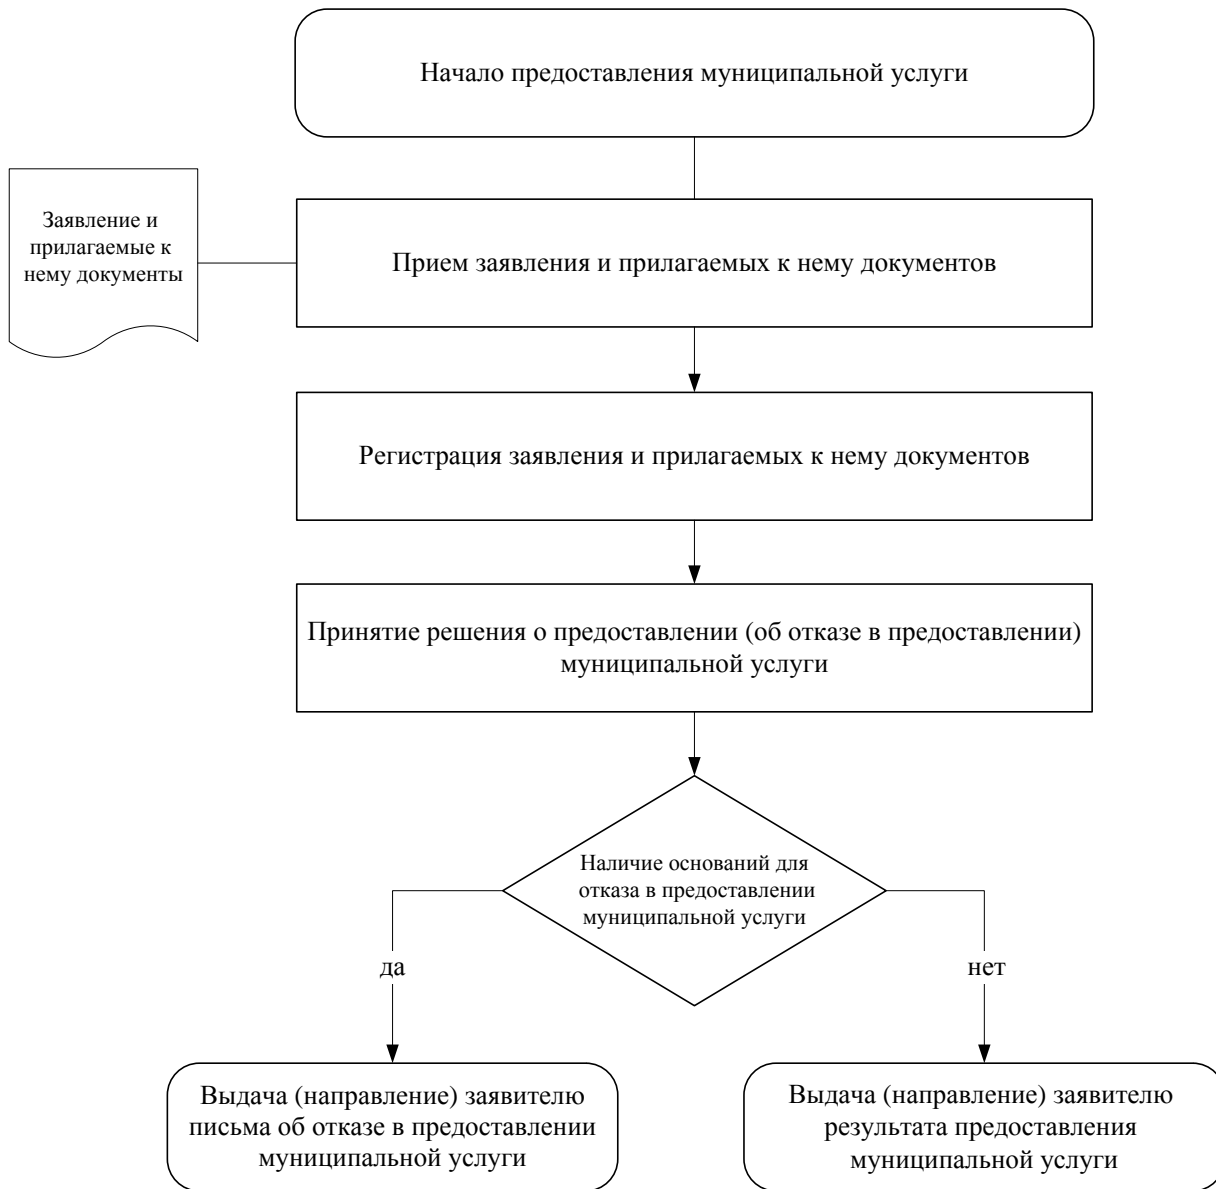 Начало предоставления муниципальной услуги
Заявление и
прилагаемые к
нему документы
Прием заявления и прилагаемых к нему документов
Регистрация заявления и прилагаемых к нему документов
Принятие решения о предоставлении (об отказе в предоставлении)
муниципальной услуги
Наличие оснований для
отказа в предоставлении
муниципальной услуги
да
нет
Выдача (направление) заявителю
письма об отказе в предоставлении
муниципальной услуги
Выдача (направление) заявителю
результата предоставления
муниципальной услуги